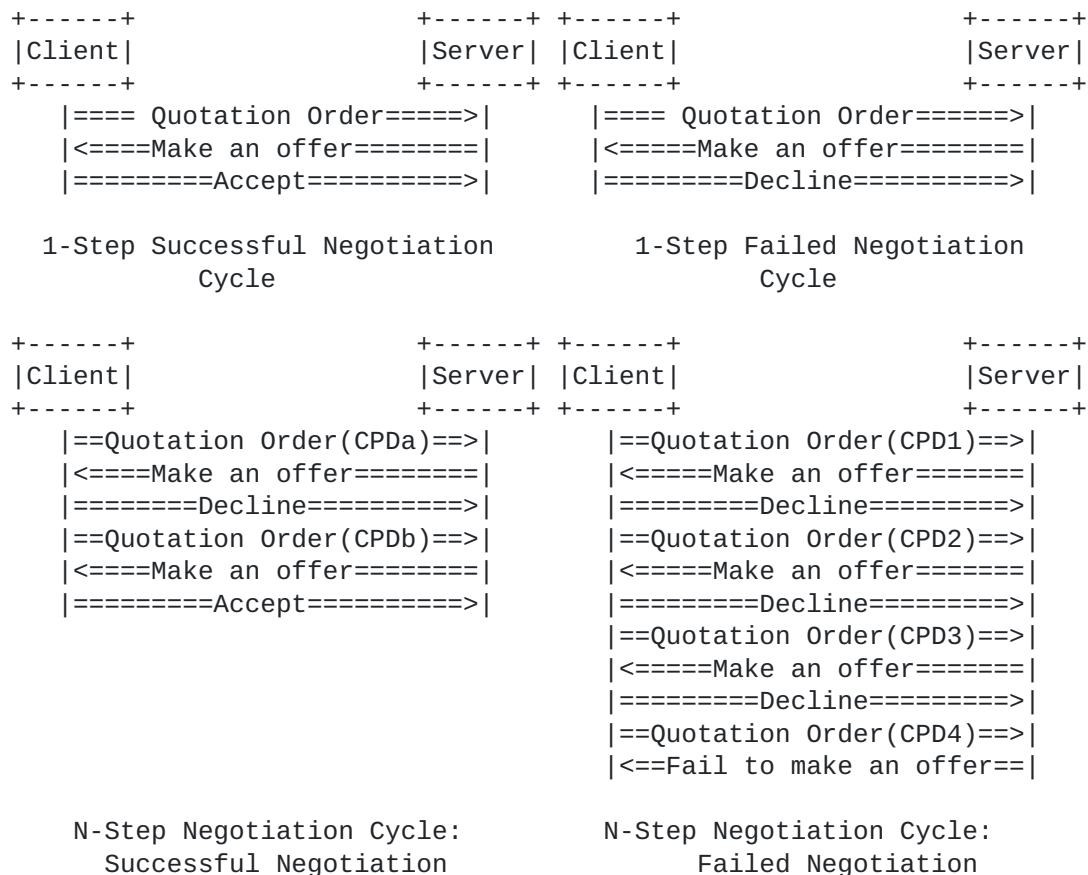 +------+                  +------+ +------+                  +------+
|Client|                  |Server| |Client|                  |Server|
+------+                  +------+ +------+                  +------+
   |==== Quotation Order=====>|       |==== Quotation Order======>|
   |<====Make an offer========|       |<=====Make an offer========|
   |=========Accept==========>|       |=========Decline==========>|

  1-Step Successful Negotiation         1-Step Failed Negotiation
            Cycle                               Cycle

+------+                  +------+ +------+                  +------+
|Client|                  |Server| |Client|                  |Server|
+------+                  +------+ +------+                  +------+
   |==Quotation Order(CPDa)==>|       |==Quotation Order(CPD1)==>|
   |<====Make an offer========|       |<=====Make an offer=======|
   |========Decline==========>|       |=========Decline=========>|
   |==Quotation Order(CPDb)==>|       |==Quotation Order(CPD2)==>|
   |<====Make an offer========|       |<=====Make an offer=======|
   |=========Accept==========>|       |=========Decline=========>|
                                      |==Quotation Order(CPD3)==>|
                                      |<=====Make an offer=======|
                                      |=========Decline=========>|
                                      |==Quotation Order(CPD4)==>|
                                      |<==Fail to make an offer==|

    N-Step Negotiation Cycle:         N-Step Negotiation Cycle:
      Successful Negotiation                Failed Negotiation